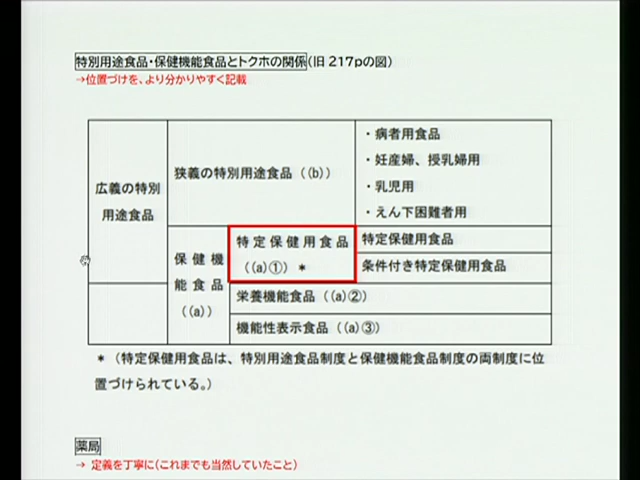 特別用途食品・保健機能食品とトクホの関係(旧 217pの図)
→位置づけを、より分かりやすく記載
広義の特別
用途食品
狭義の特別用途食品((b))
・病者用食品
・妊産婦、授乳婦用
・乳児用
・えん下困難者用
保健機
能食品
((a))
特定保健用食品
((a)①) *
特定保健用食品
条件付き特定保健用食品
栄養機能食品((a)②)
機能性表示食品((a)③)
*(特定保健用食品は、特別用途食品制度と保健機能食品制度の両制度に位
置づけられている。)
薬局
→ 定義を丁寧に(これまでも当然していたこと)